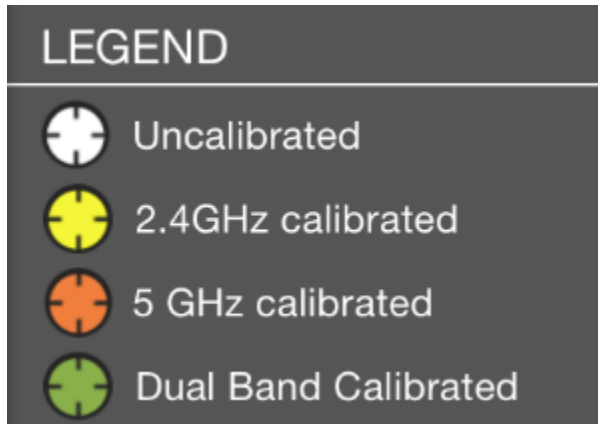 LEGEND
Uncalibrated
2.4GHz calibrated
5 GHz calibrated
Dual Band Calibrated